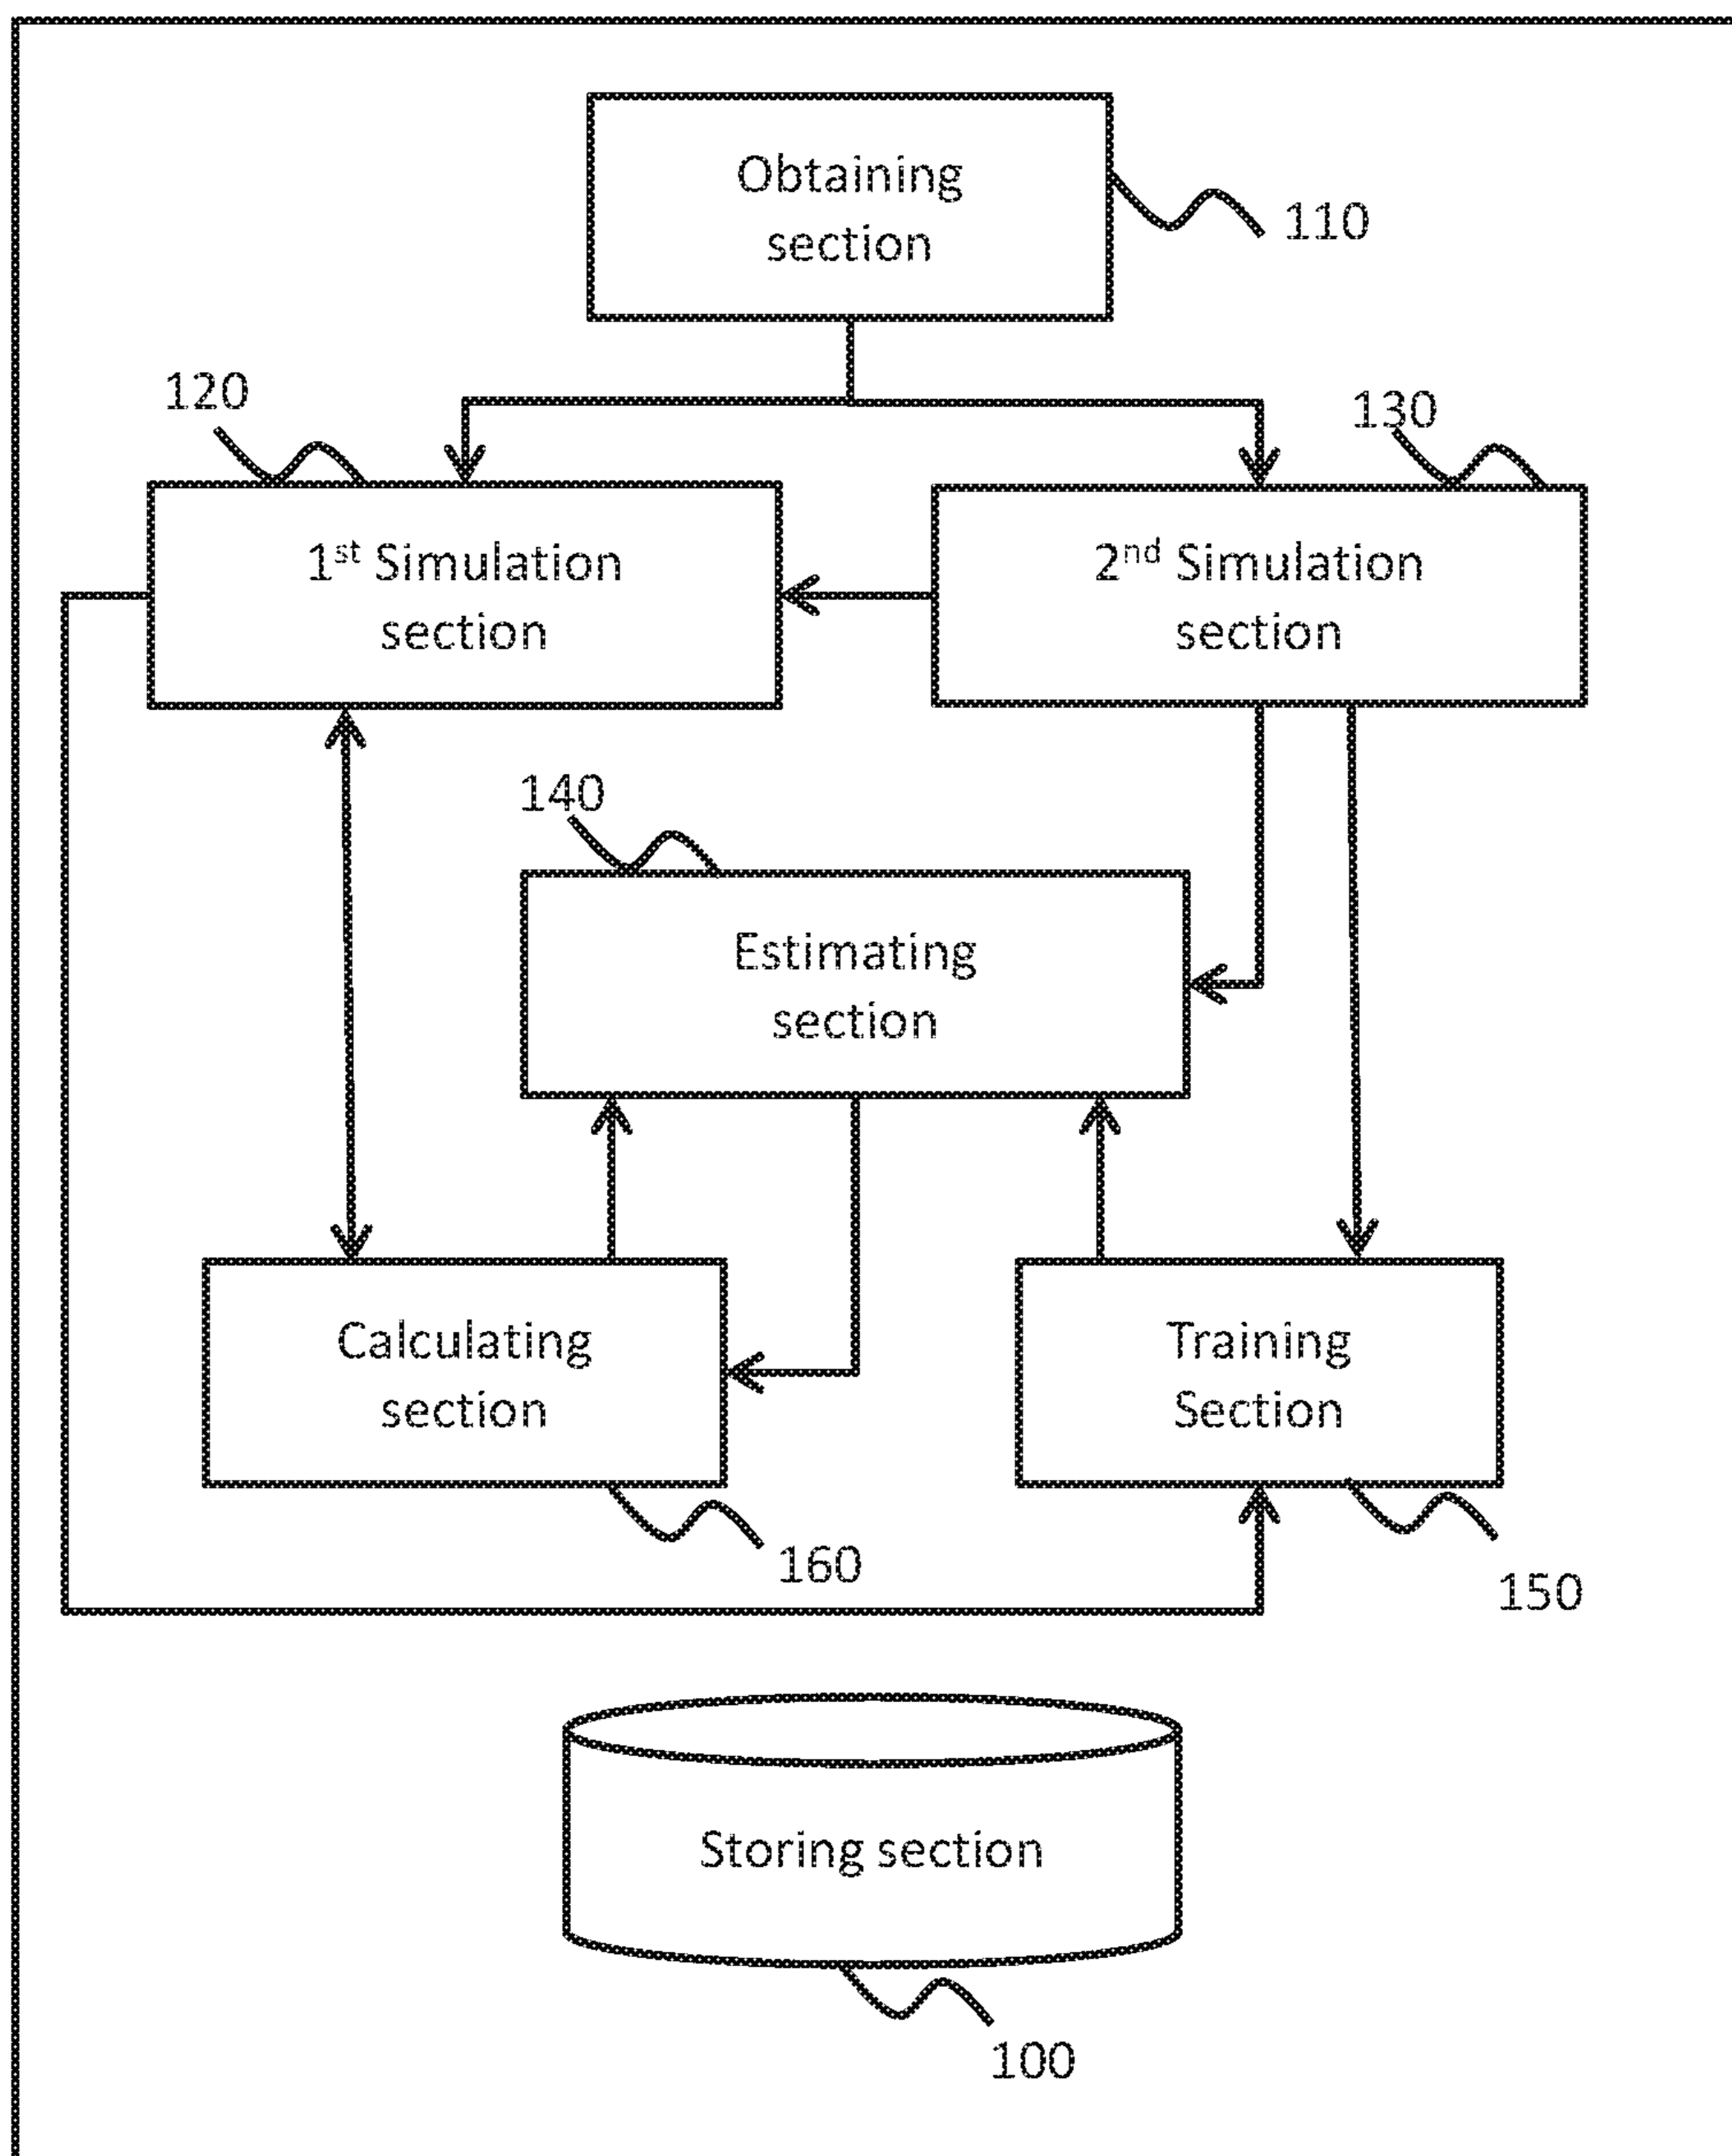 Obtaining
section
110
120
130
1st Simulation
section
2nd Simulation
section
140
Estimating
section
Calculating
section
Training
Section
160
150
Storing section
100